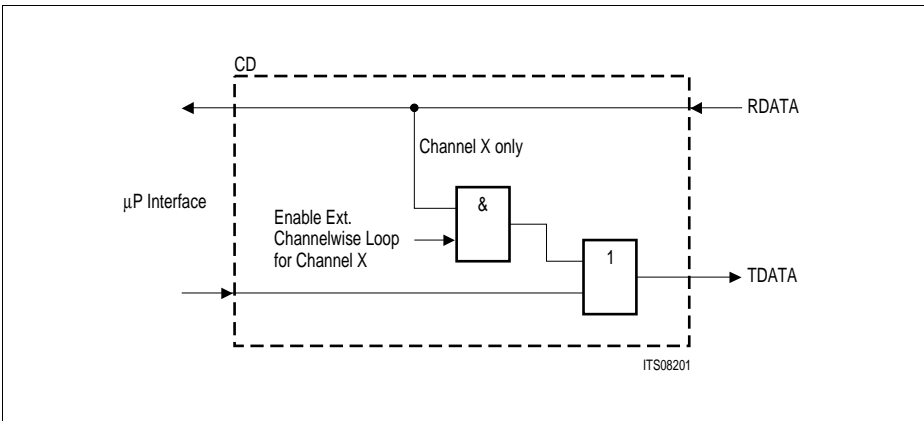 CD
RDATA
Channel X only
μP Interface
&
Enable Ext.
Channelwise Loop
for Channel X
1
TDATA
ITS08201